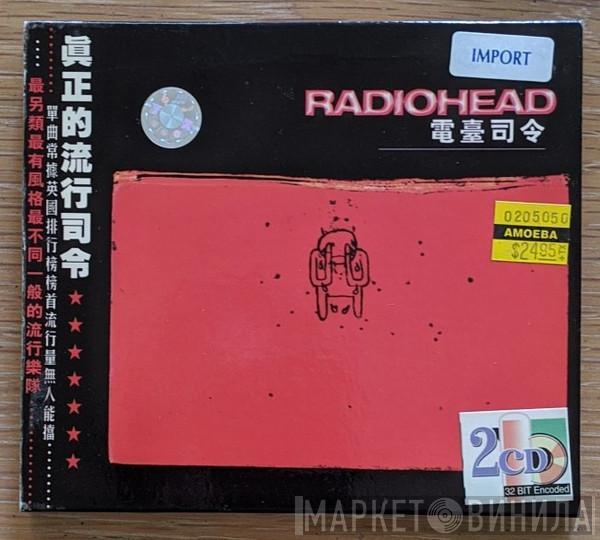 IMPORT
RADIOHEAD
電臺司令
眞正的流行司令
單曲常據英國排行榜榜首流行量無人能擋
最另類最有風格最不同一般的流行樂隊
0205050
AMOEBA
$24.95
2CD
32 BIT Encoded
МАРКЕТ ВИНИЛА